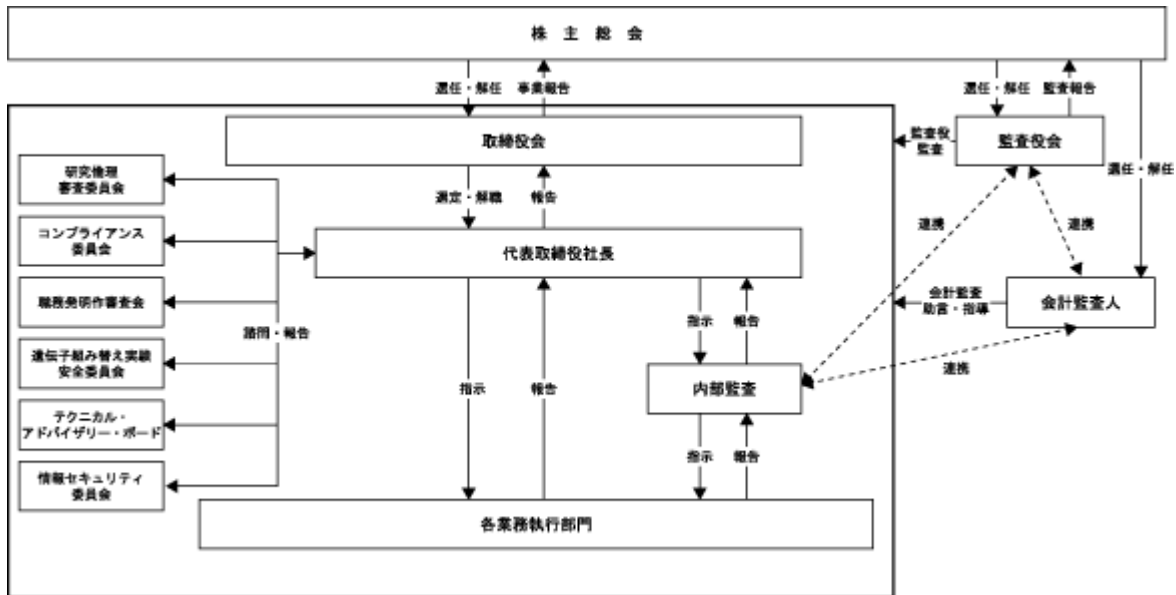 株主総会
選任・解任
事業報告
選任・解任
監査報告
取締役会
監査役
監査
監査役会
選任・解任
研究倫理
審査委員会
選定・解職
報告
コンプライアンス
委員会
代表取締役社長
連携
連携
職務発明作審査会
会計監査
助言・指導
会計監査人
諮問・報告
指示
報告
遺伝子組み替え実験
安全委員会
連携
指示
報告
内部監査
テクニカル・
アドバイザリー・ボード
指示
報告
情報セキュリティ
委員会
各業務執行部門